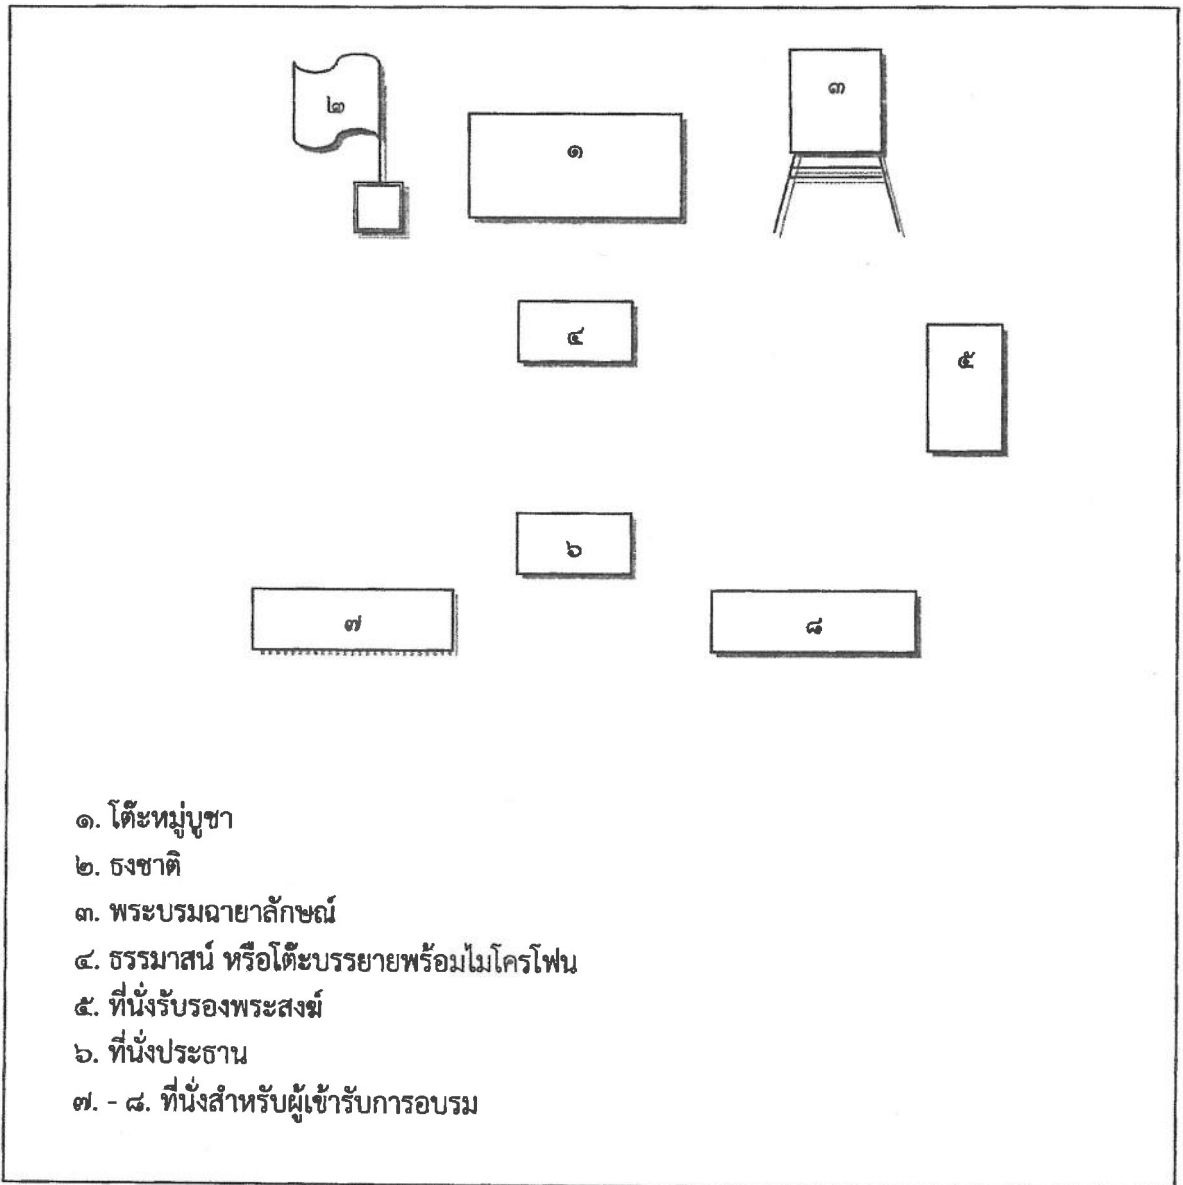 ๒
๓
๑
๔
๕
๖
๗
๘
๑. โต๊ะหมู่บูชา
๒. ธงชาติ
๓. พระบรมฉายาลักษณ์
๔. ธรรมาสน์ หรือโต๊ะบรรยายพร้อมไมโครโฟน
๕. ที่นั่งรับรองพระสงฆ์
๖. ที่นั่งประธาน
๗. - ๘. ที่นั่งสำหรับผู้เข้ารับการอบรม